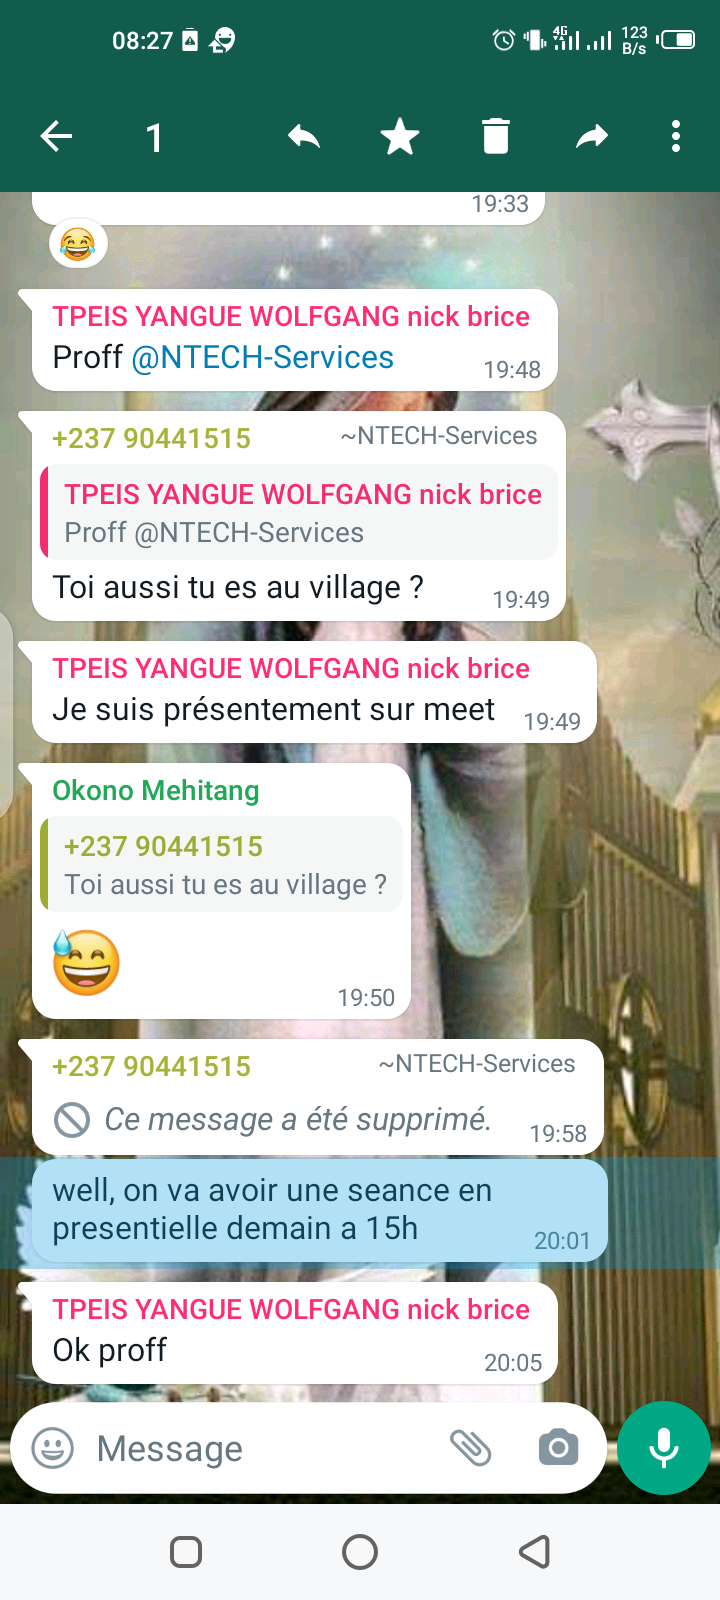 08:27
4G
123
B/s
1
19:33
😂
TPEIS YANGUE WOLFGANG nick brice
Proff @NTECH-Services
19:48
+237 90441515 ~NTECH-Services
TPEIS YANGUE WOLFGANG nick brice
Proff @NTECH-Services
Toi aussi tu es au village ?
19:49
TPEIS YANGUE WOLFGANG nick brice
Je suis présentement sur meet
19:49
Okono Mehitang
+237 90441515
Toi aussi tu es au village ?
😅
19:50
+237 90441515 ~NTECH-Services
Ce message a été supprimé.
19:58
well, on va avoir une seance en
presentielle demain a 15h
20:01
TPEIS YANGUE WOLFGANG nick brice
Ok proff
20:05
Message